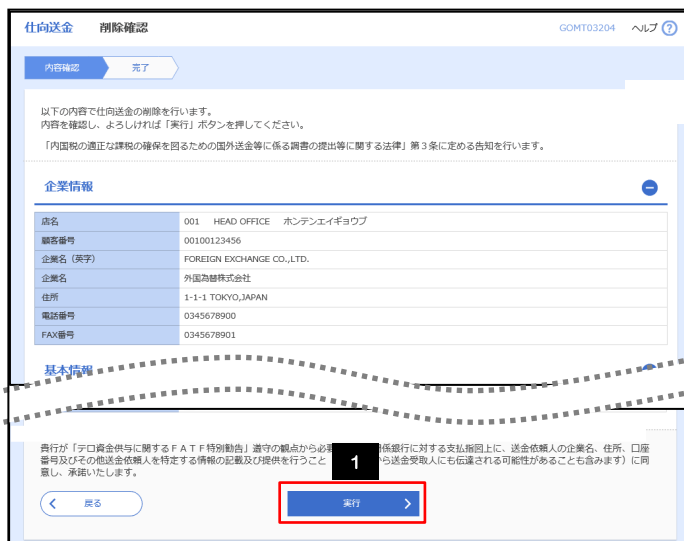 仕向送金 削除確認 GOMT03204 ヘルプ ?
内容確認 完了
以下の内容で仕向送金の削除を行います。
内容を確認し、よろしければ「実行」ボタンを押してください。
「内国税の適正な課税の確保を図るための国外送金等に係る調書の提出等に関する法律」第3条に定める告知を行います。
企業情報
店名 001 HEAD OFFICE ホンテンエイギョウブ
顧客番号 00100123456
企業名（英字） FOREIGN EXCHANGE CO.,LTD.
企業名 外国為替株式会社
住所 1-1-1 TOKYO,JAPAN
電話番号 0345678900
FAX番号 0345678901
基本情報
貴行が「テロ資金供与に関するＦＡＴＦ特別勧告」遵守の観点から必要 係銀行に対する支払指図上に、送金依頼人の企業名、住所、口座
番号及びその他送金依頼人を特定する情報の記載及び提供を行うこと から送金受取人にも伝達される可能性があることも含みます）に同
意し、承諾いたします。
1
戻る 実行